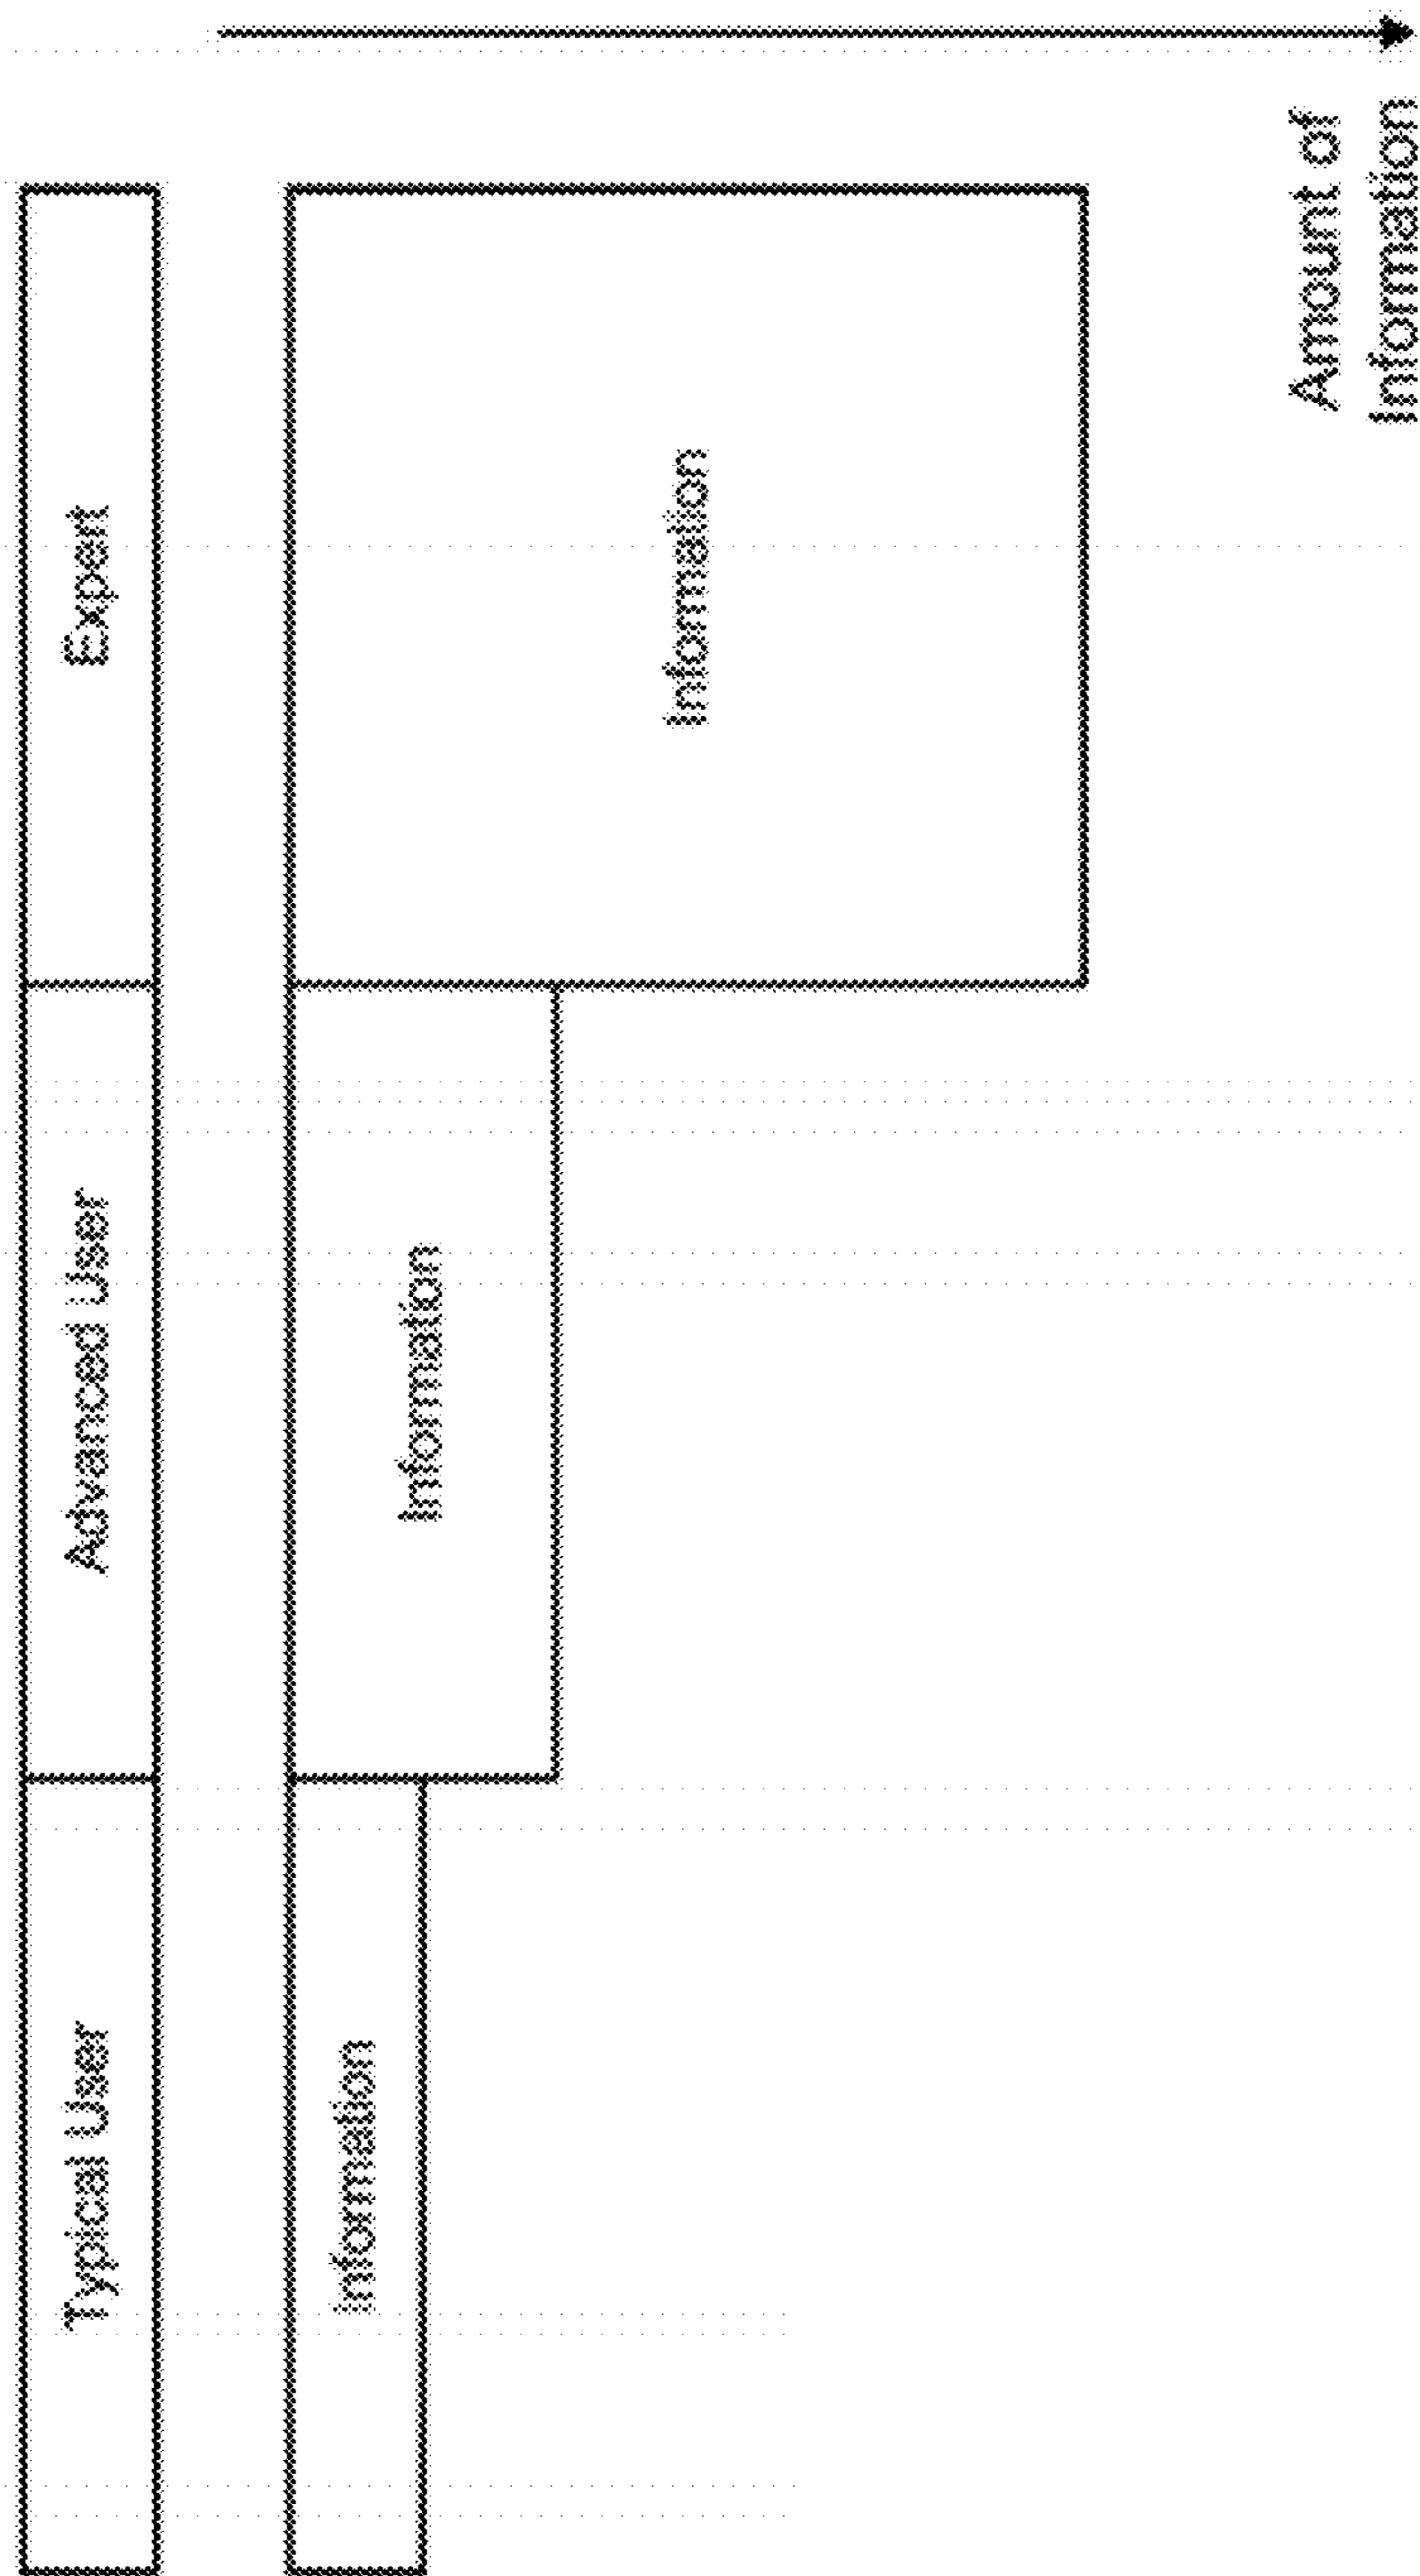 Typical User
Advanced User
Expert
Information
Information
Information
Amount of
Information